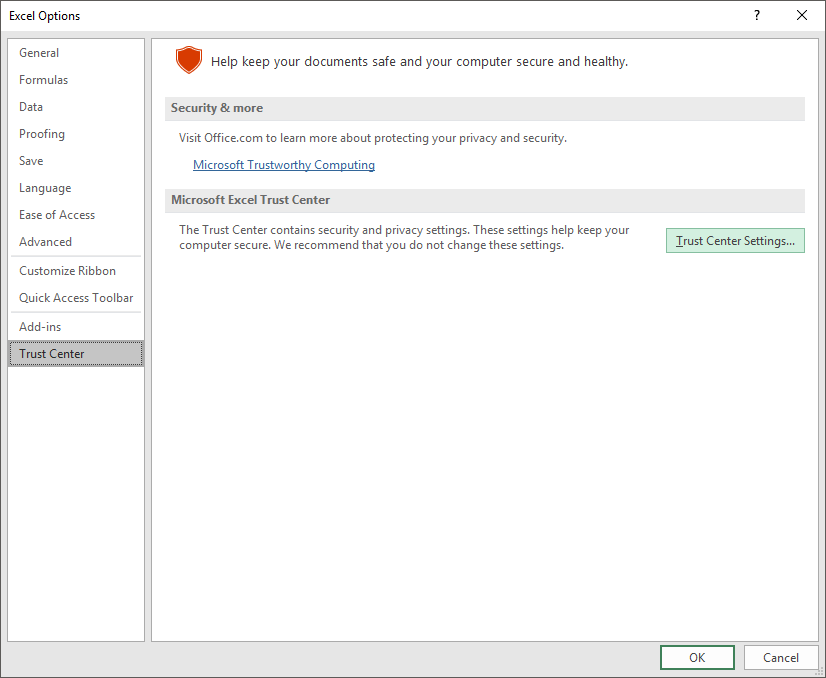 Excel Options
?
General
Formulas
Data
Proofing
Save
Language
Ease of Access
Advanced
Customize Ribbon
Quick Access Toolbar
Add-ins
Trust Center
Help keep your documents safe and your computer secure and healthy.
Security & more
Visit Office.com to learn more about protecting your privacy and security.
Microsoft Trustworthy Computing
Microsoft Excel Trust Center
The Trust Center contains security and privacy settings. These settings help keep your
computer secure. We recommend that you do not change these settings.
Trust Center Settings...
OK
Cancel